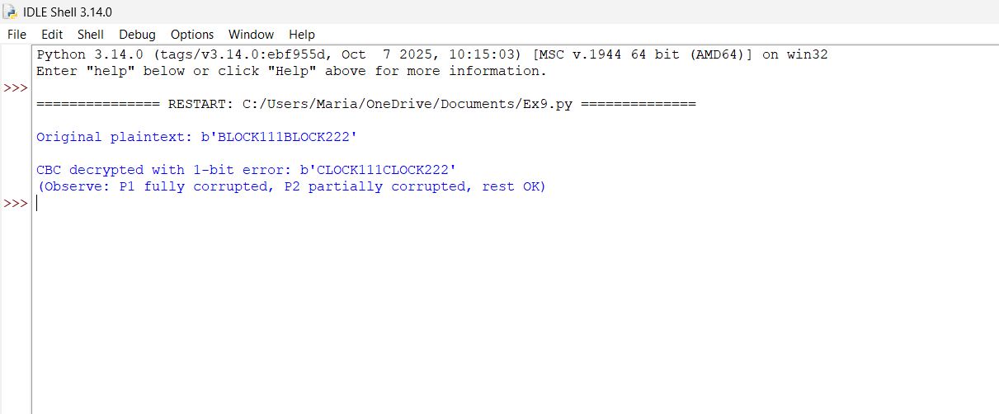 IDLE Shell 3.14.0
File Edit Shell Debug Options Window Help
Python 3.14.0 (tags/v3.14.0:ebf955d, Oct  7 2025, 10:15:03) [MSC v.1944 64 bit (AMD64)] on win32
Enter "help" below or click "Help" above for more information.
>>>
=============== RESTART: C:/Users/Maria/OneDrive/Documents/Ex9.py ==============
Original plaintext: b'BLOCK111BLOCK222'
CBC decrypted with 1-bit error: b'CLOCK111CLOCK222'
(Observe: P1 fully corrupted, P2 partially corrupted, rest OK)
>>>